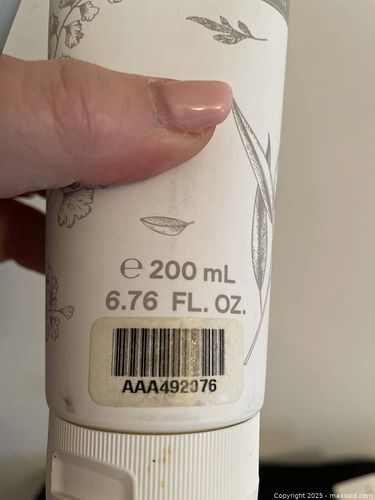 ℮ 200 mL
6.76 FL. OZ.
AAA492076
Copyright 2025 - maxsold.com